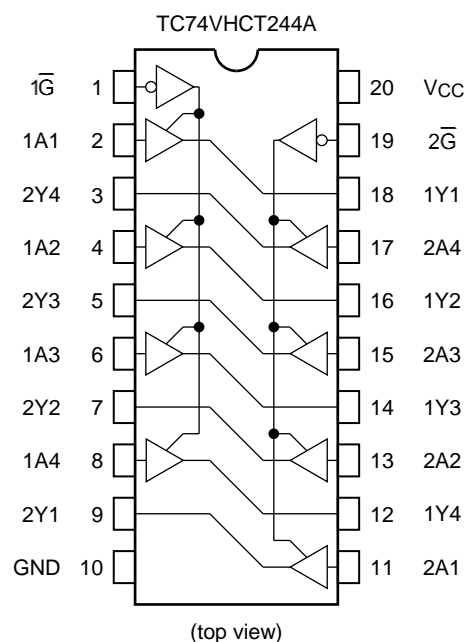 TC74VHCT244A
1G̅ 1 20 VCC
1A1 2 19 2G̅
2Y4 3 18 1Y1
1A2 4 17 2A4
2Y3 5 16 1Y2
1A3 6 15 2A3
2Y2 7 14 1Y3
1A4 8 13 2A2
2Y1 9 12 1Y4
GND 10 11 2A1
(top view)